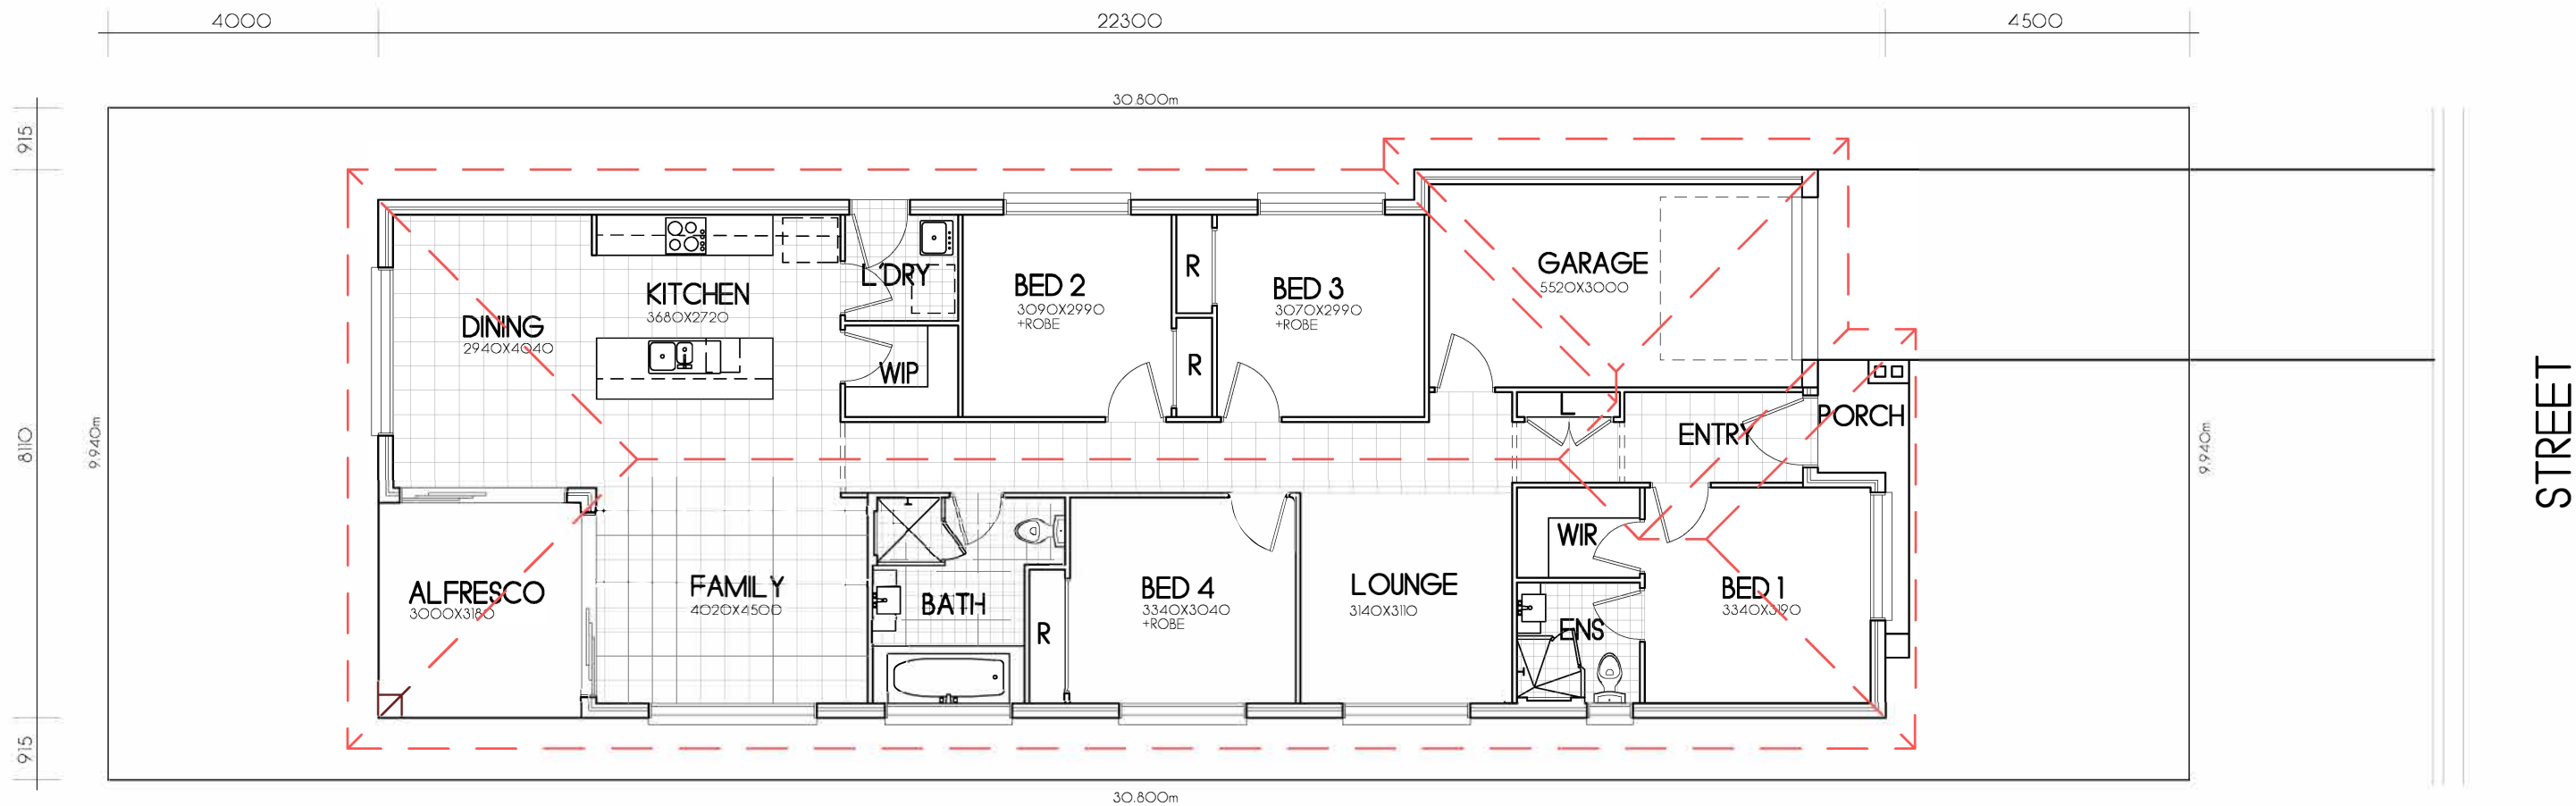 4000
22300
4500
30.800m
915
8110
915
9.940m
9.940m
GARAGE
5520X3000
L'DRY
BED 2
3090X2990
+ROBE
R
BED 3
3070X2990
+ROBE
KITCHEN
3680X2720
DINING
2940X4040
WIP
R
L
ENTRY
PORCH
STREET
ALFRESCO
3000X3180
FAMILY
4020X4500
BATH
R
BED 4
3340X3040
+ROBE
LOUNGE
3140X3110
WIR
ENS
BED 1
3340X3190
30.800m